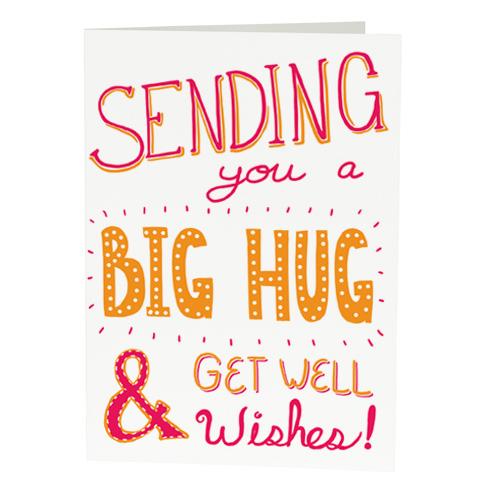 SENDING
you a
BIG HUG
& GET WELL
Wishes!